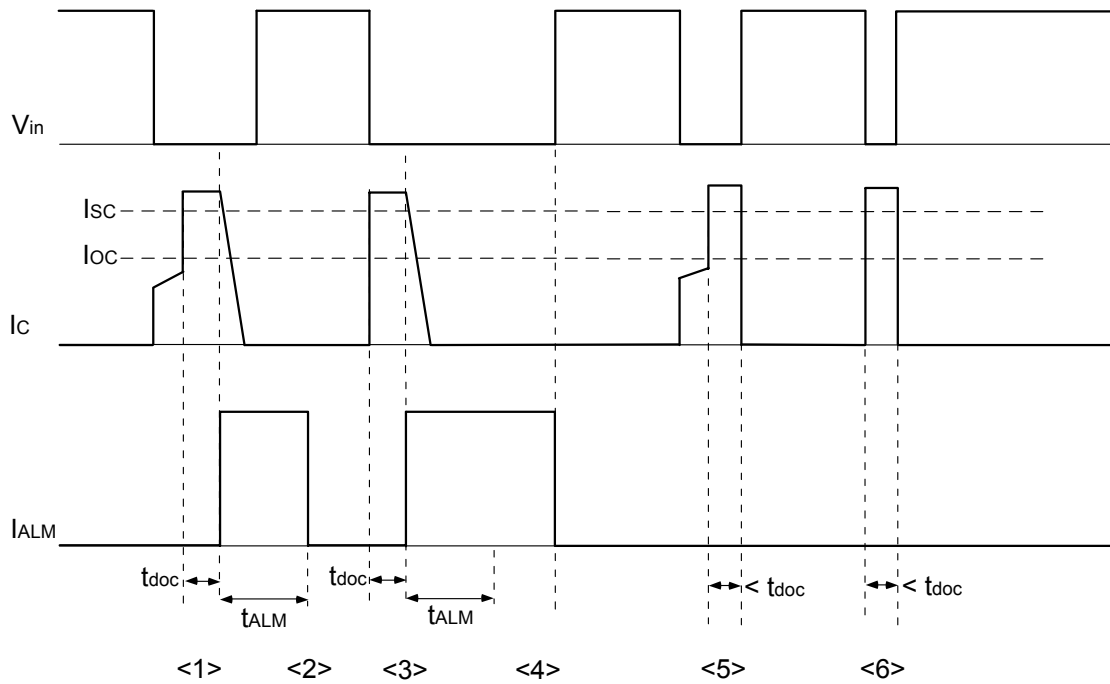 Vin
ISC
IOC
IC
IALM
tdoc
tdoc
< tdoc
< tdoc
tALM
tALM
<1>
<2>
<3>
<4>
<5>
<6>